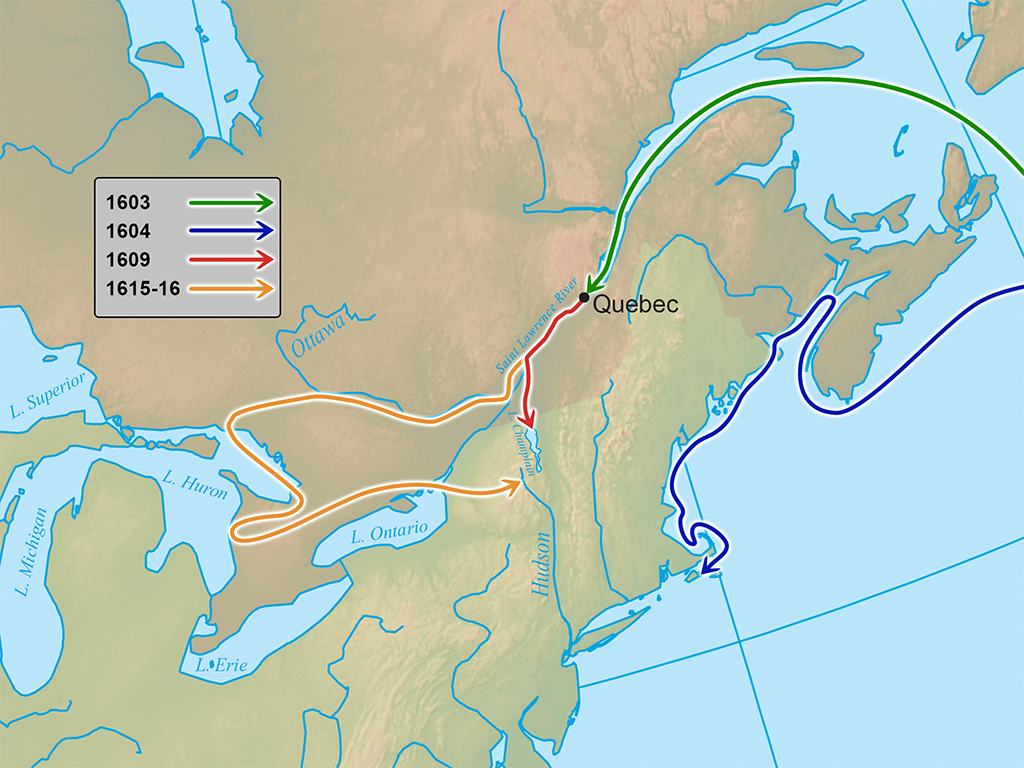 1603
1604
1609
1615-16
Quebec
Saint Lawrence River
Ottawa
L. Superior
L. Huron
L. Michigan
L. Champlain
L. Ontario
Hudson
L. Erie